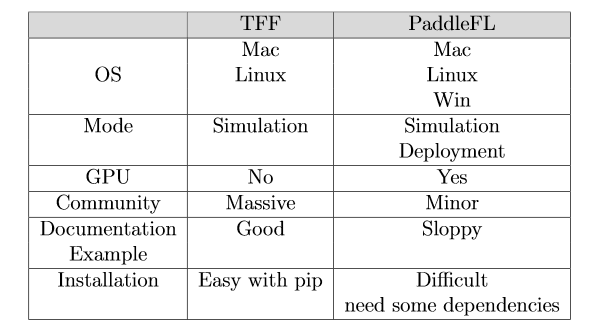 TFF PaddleFL
Mac Mac
OS Linux Linux
Win
Mode Simulation Simulation
Deployment
GPU No Yes
Community Massive Minor
Documentation Good Sloppy
Example
Installation Easy with pip Difficult
need some dependencies